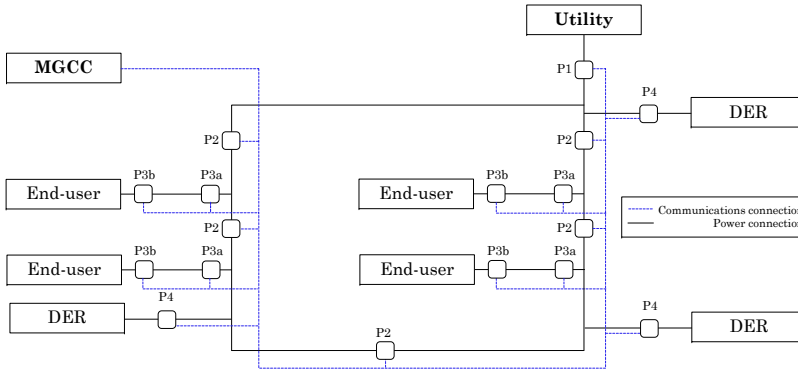 Utility
MGCC
P1
P4
DER
P2
P2
P3b
P3a
End-user
P3b
P3a
End-user
P2
P2
Communications connection
Power connection
P3b
P3a
End-user
P3b
P3a
End-user
P4
DER
P4
DER
P2